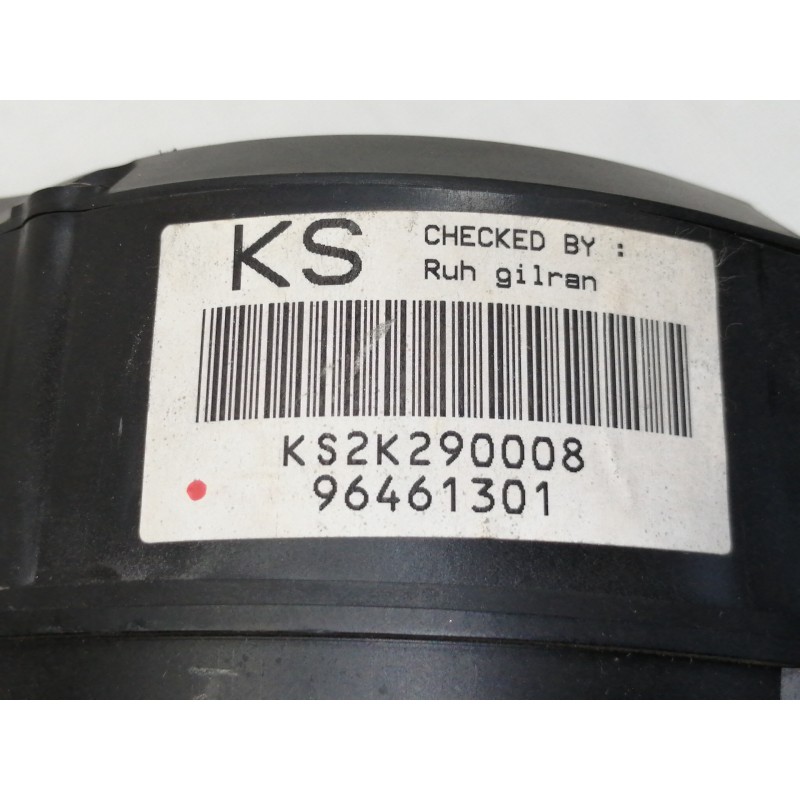 KS
CHECKED BY :
Ruh gilran
KS2K290008
96461301